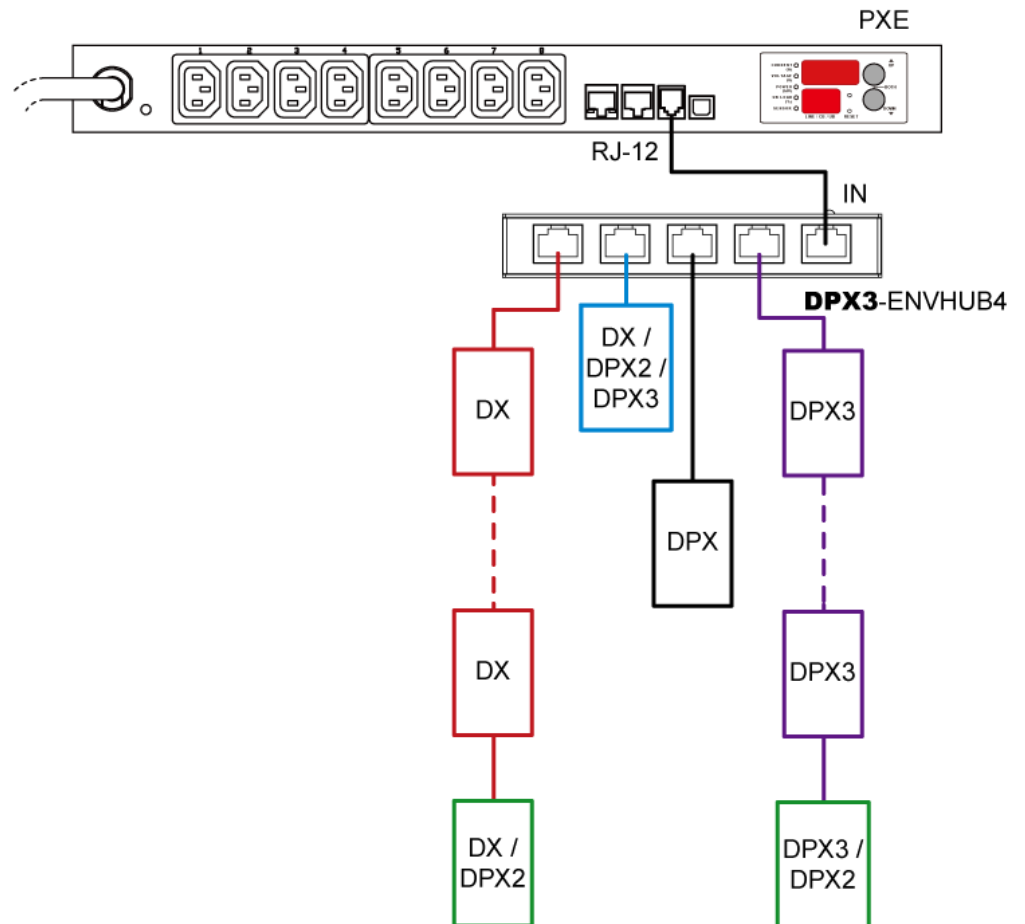 PXE
1 2 3 4 5 6 7 8
RJ-12
IN
DPX3-ENVHUB4
DX /
DPX2 /
DPX3
DX
DPX3
DPX
DX
DPX3
DX /
DPX2
DPX3 /
DPX2